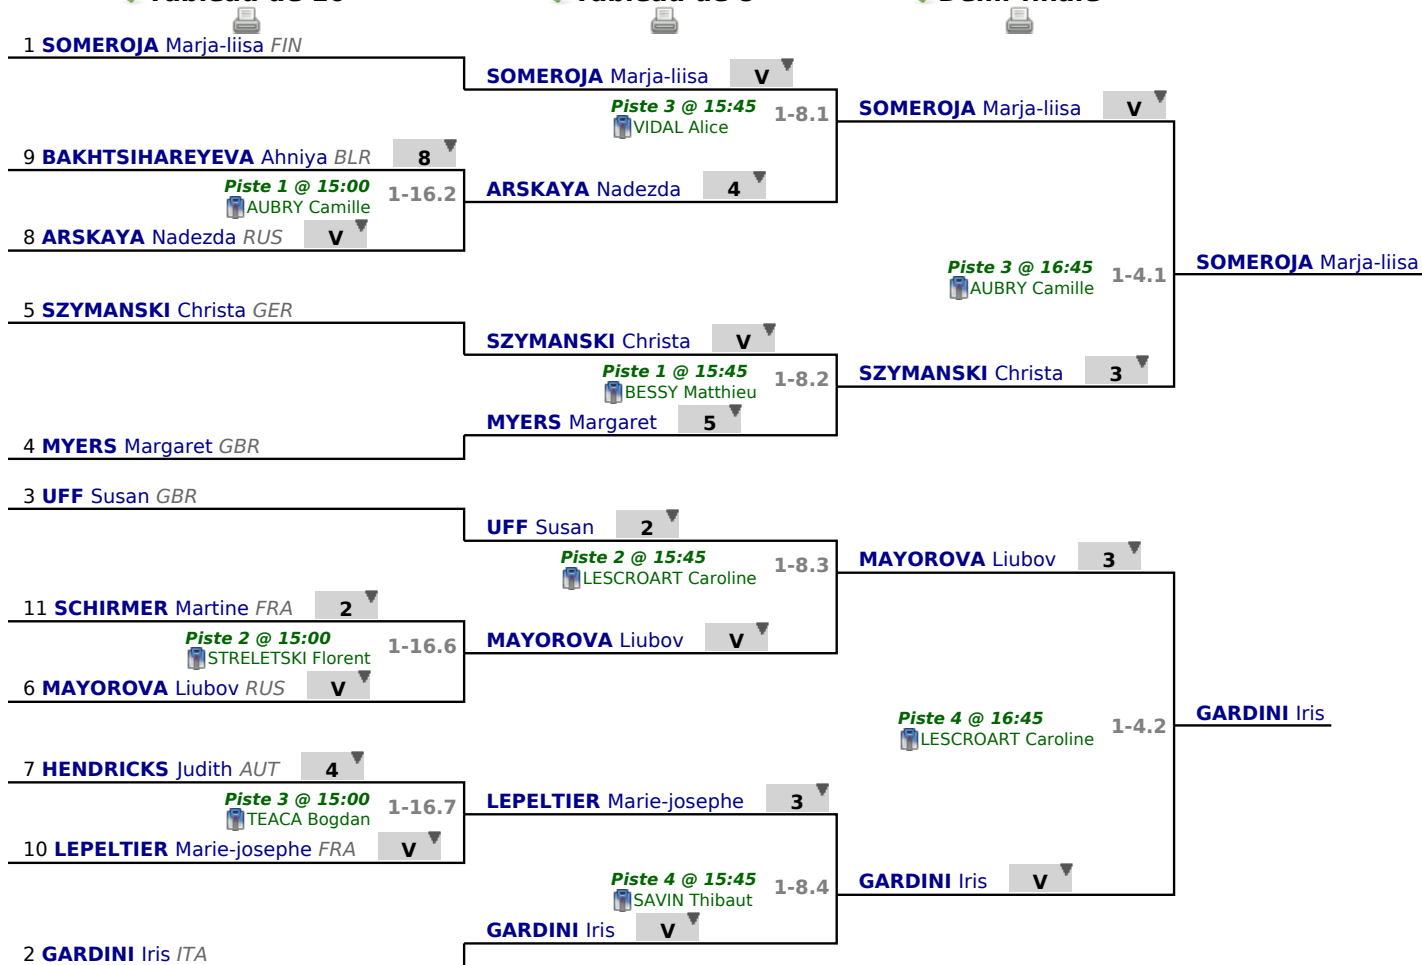 1 SOMEROJA Marja-liisa FIN
SOMEROJA Marja-liisa V
Piste 3 @ 15:45
VIDAL Alice
1-8.1
SOMEROJA Marja-liisa V
9 BAKHTSIHAREYEVA Ahniya BLR 8
Piste 1 @ 15:00
AUBRY Camille
1-16.2
ARSKAYA Nadezda 4
8 ARSKAYA Nadezda RUS V
Piste 3 @ 16:45
AUBRY Camille
1-4.1
SOMEROJA Marja-liisa
5 SZYMANSKI Christa GER
SZYMANSKI Christa V
Piste 1 @ 15:45
BESSY Matthieu
1-8.2
SZYMANSKI Christa 3
MYERS Margaret 5
4 MYERS Margaret GBR
3 UFF Susan GBR
UFF Susan 2
Piste 2 @ 15:45
LESCROART Caroline
1-8.3
MAYOROVA Liubov 3
11 SCHIRMER Martine FRA 2
Piste 2 @ 15:00
STRELETSKI Florent
1-16.6
MAYOROVA Liubov V
6 MAYOROVA Liubov RUS V
Piste 4 @ 16:45
LESCROART Caroline
1-4.2
GARDINI Iris
7 HENDRICKS Judith AUT 4
Piste 3 @ 15:00
TEACA Bogdan
1-16.7
LEPELTIER Marie-josephe 3
10 LEPELTIER Marie-josephe FRA V
Piste 4 @ 15:45
SAVIN Thibaut
1-8.4
GARDINI Iris V
GARDINI Iris V
2 GARDINI Iris ITA